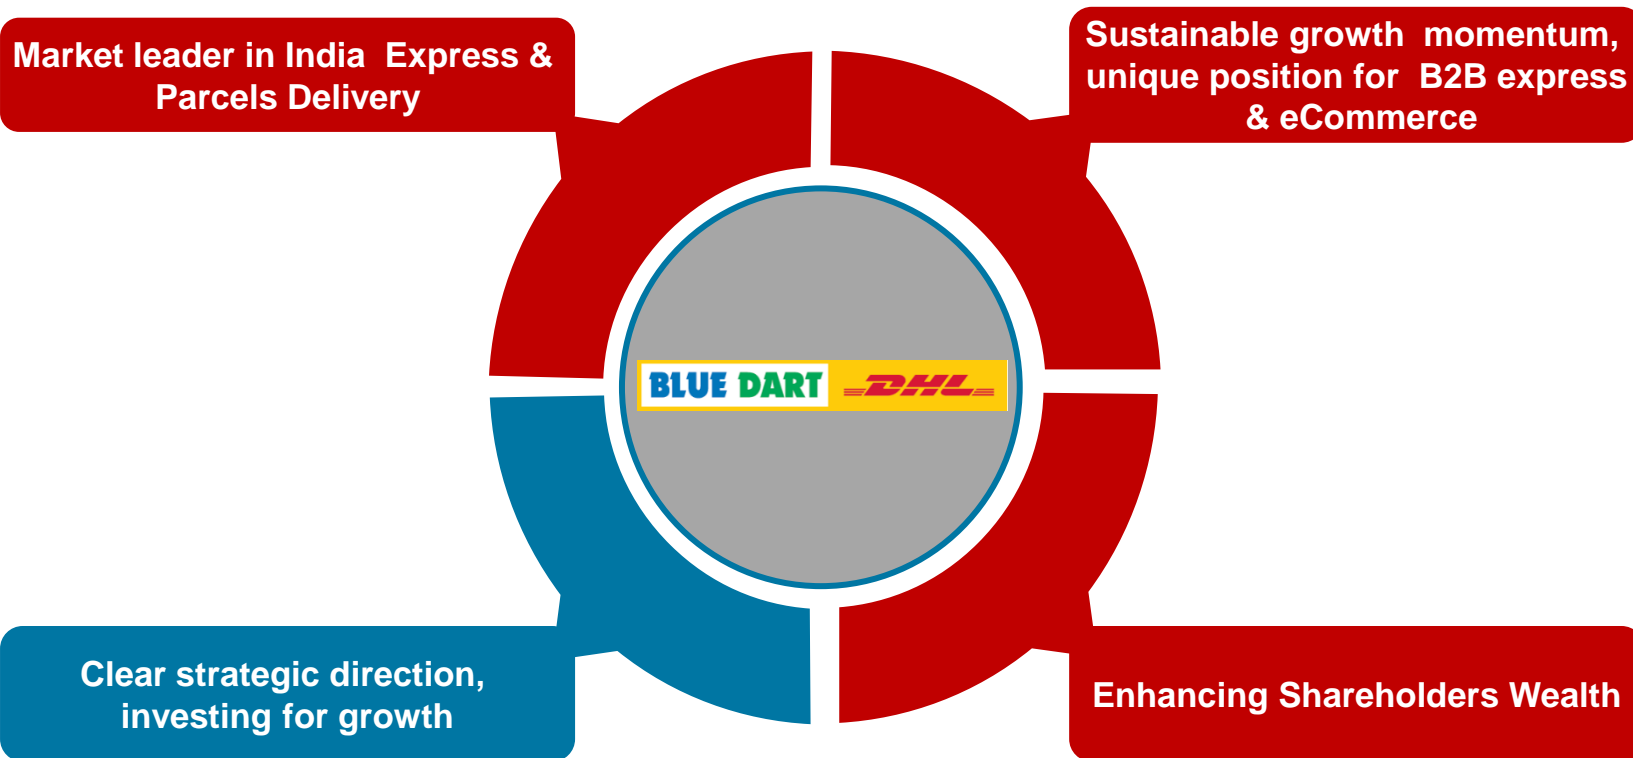 Market leader in India Express &
Parcels Delivery
Sustainable growth momentum,
unique position for B2B express
& eCommerce
BLUE DART DHL
Clear strategic direction,
investing for growth
Enhancing Shareholders Wealth